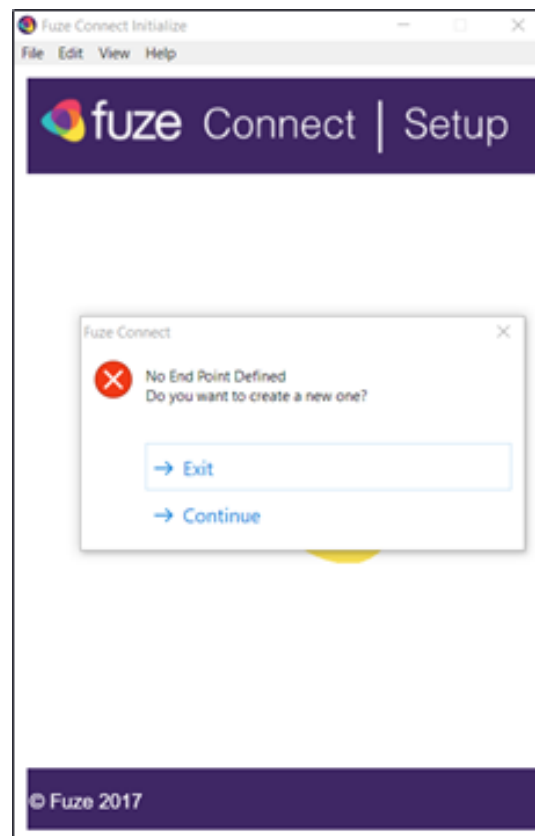 Fuze Connect Initialize
File Edit View Help
fuze Connect | Setup
Fuze Connect
No End Point Defined
Do you want to create a new one?
→ Exit
→ Continue
© Fuze 2017